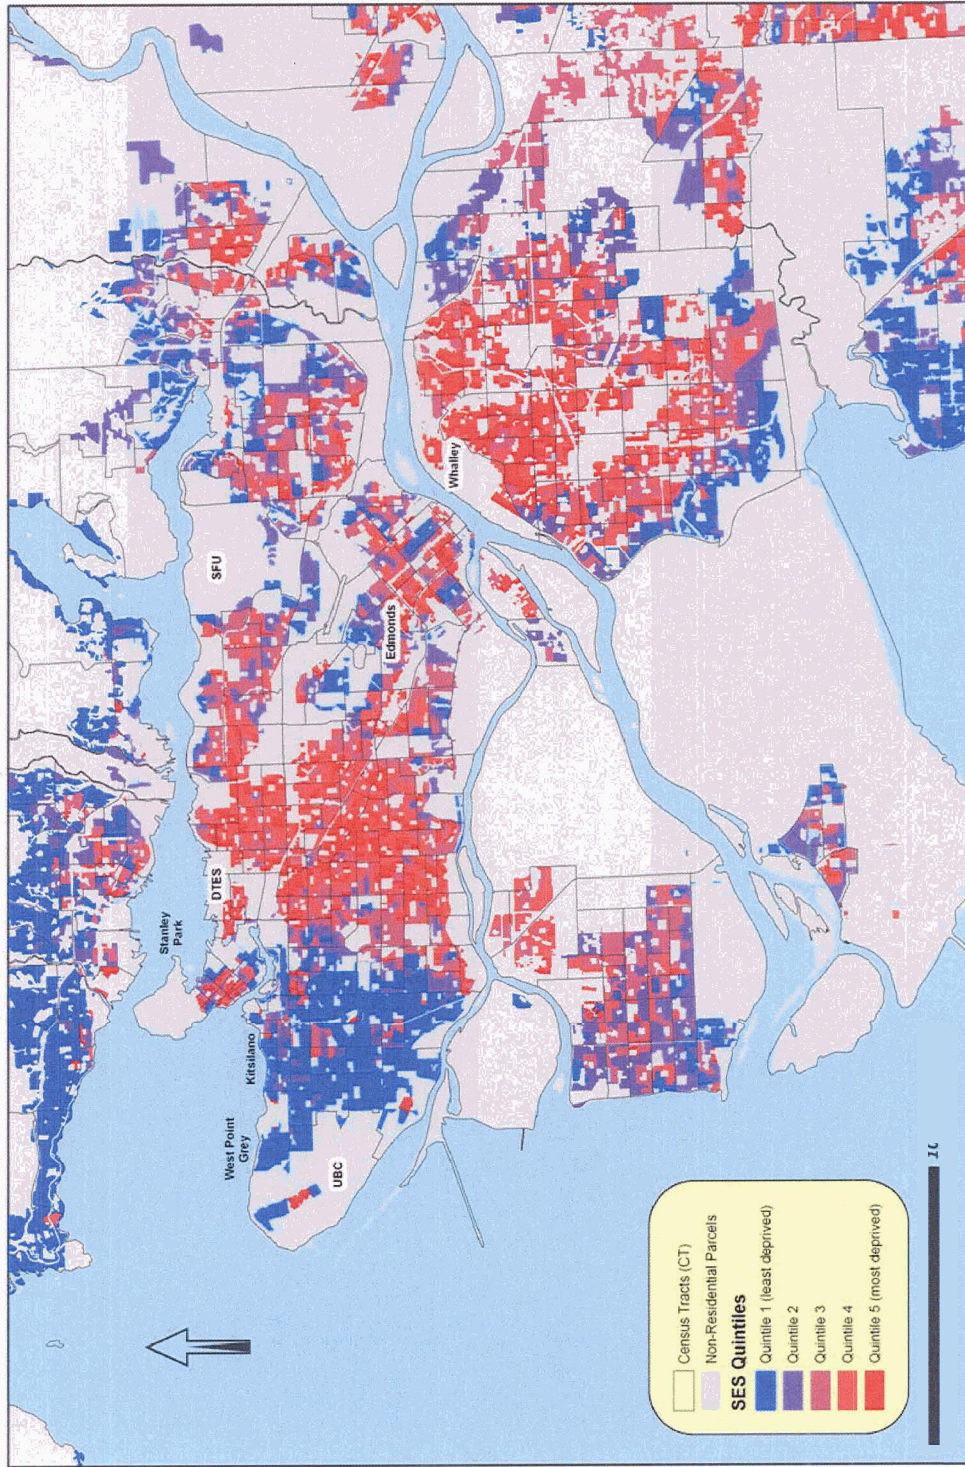 Stanley
Park
West Point
Grey
Kitsilano
UBC
DTES
SFU
Edmonds
Whalley
Census Tracts (CT)
Non-Residential Parcels
SES Quintiles
Quintile 1 (least deprived)
Quintile 2
Quintile 3
Quintile 4
Quintile 5 (most deprived)